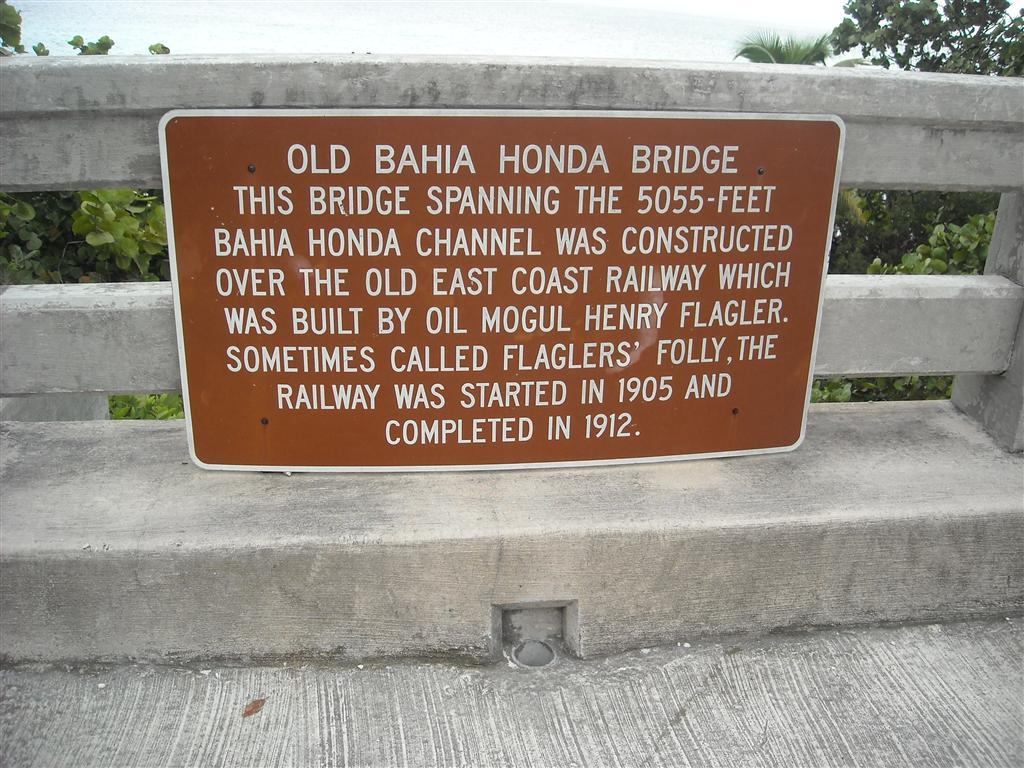 OLD BAHIA HONDA BRIDGE
THIS BRIDGE SPANNING THE 5055-FEET
BAHIA HONDA CHANNEL WAS CONSTRUCTED
OVER THE OLD EAST COAST RAILWAY WHICH
WAS BUILT BY OIL MOGUL HENRY FLAGLER.
SOMETIMES CALLED FLAGLERS' FOLLY, THE
RAILWAY WAS STARTED IN 1905 AND
COMPLETED IN 1912.